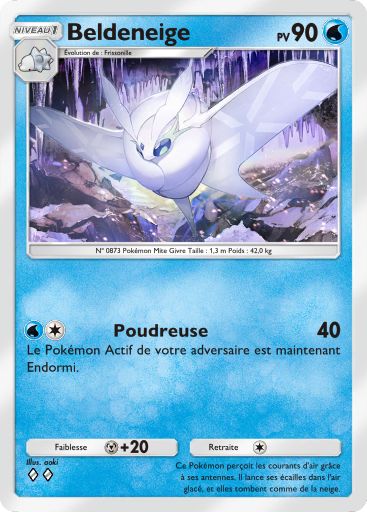 NIVEAU 1
Beldeneige
PV 90
Évolution de : Frissonille
N° 0873 Pokémon Mite Givre Taille : 1,3 m Poids : 42,0 kg
Poudreuse 40
Le Pokémon Actif de votre adversaire est maintenant
Endormi.
Faiblesse +20 Retraite
Illus. aoki
Ce Pokémon perçoit les courants d'air grâce
à ses antennes. Il lance ses écailles dans l'air
glacé, et elles tombent comme de la neige.